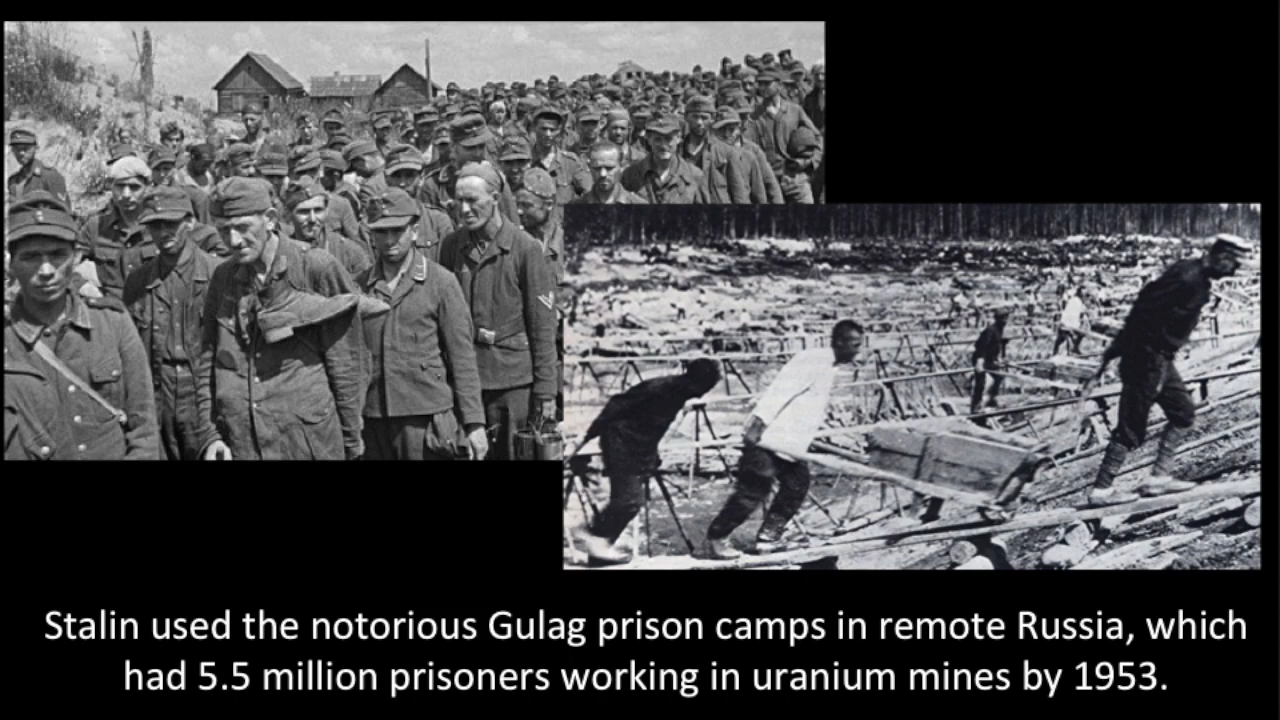 Stalin used the notorious Gulag prison camps in remote Russia, which
had 5.5 million prisoners working in uranium mines by 1953.